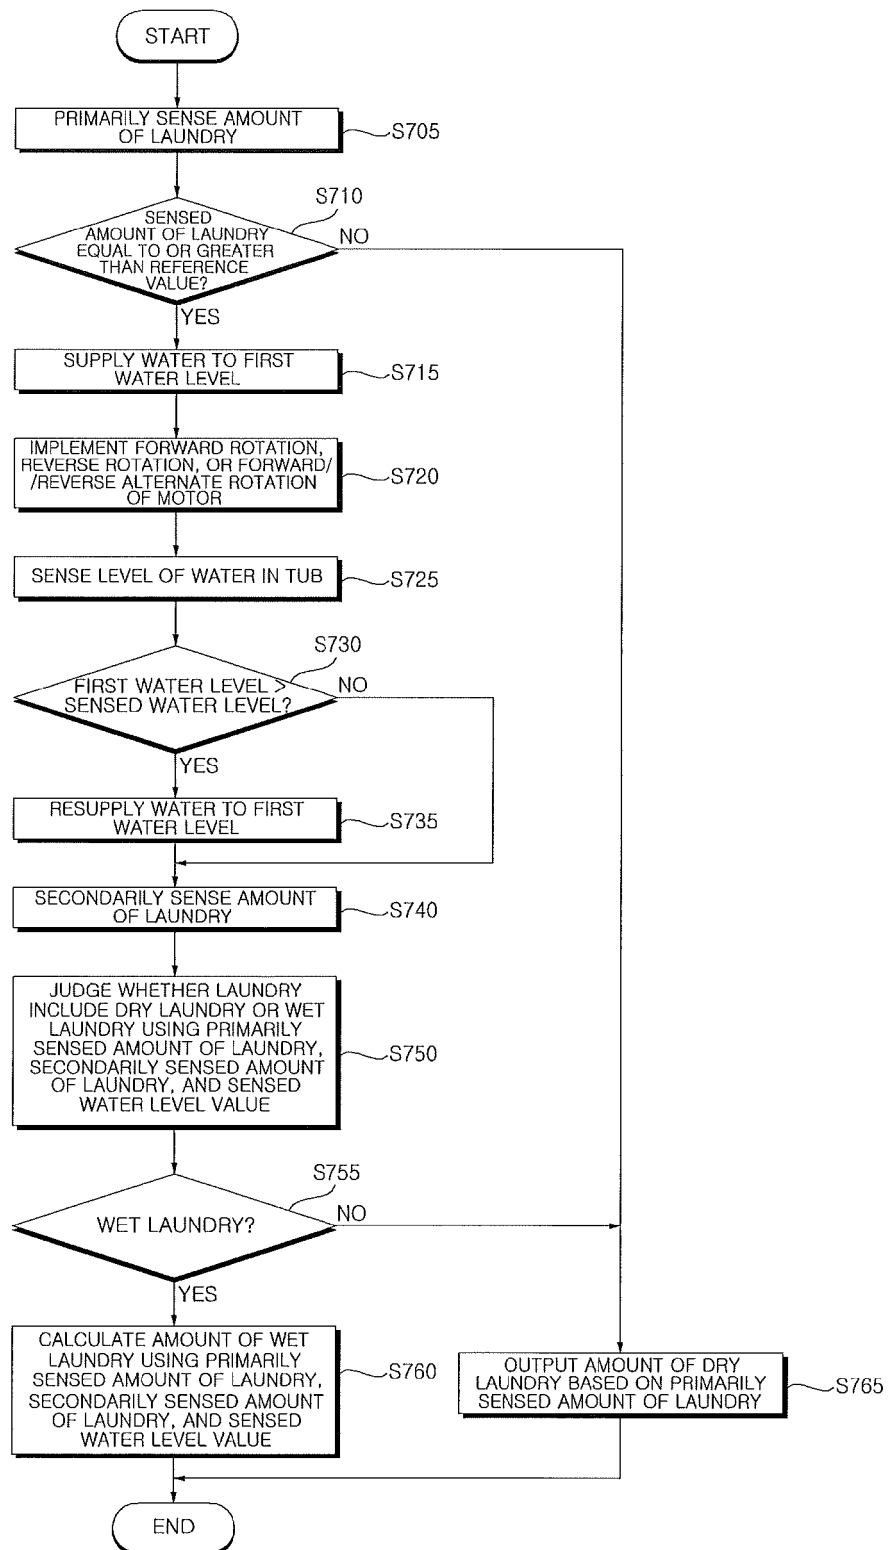 START
PRIMARILY SENSE AMOUNT
OF LAUNDRY
S705
S710
SENSED
AMOUNT OF LAUNDRY
EQUAL TO OR GREATER
THAN REFERENCE
VALUE?
NO
YES
SUPPLY WATER TO FIRST
WATER LEVEL
S715
IMPLEMENT FORWARD ROTATION,
REVERSE ROTATION, OR FORWARD/
/REVERSE ALTERNATE ROTATION
OF MOTOR
S720
SENSE LEVEL OF WATER IN TUB
S725
S730
FIRST WATER LEVEL >
SENSED WATER LEVEL?
NO
YES
RESUPPLY WATER TO FIRST
WATER LEVEL
S735
SECONDARILY SENSE AMOUNT
OF LAUNDRY
S740
JUDGE WHETHER LAUNDRY
INCLUDE DRY LAUNDRY OR WET
LAUNDRY USING PRIMARILY
SENSED AMOUNT OF LAUNDRY,
SECONDARILY SENSED AMOUNT
OF LAUNDRY, AND SENSED
WATER LEVEL VALUE
S750
S755
WET LAUNDRY?
NO
YES
CALCULATE AMOUNT OF WET
LAUNDRY USING PRIMARILY
SENSED AMOUNT OF LAUNDRY,
SECONDARILY SENSED AMOUNT
OF LAUNDRY, AND SENSED
WATER LEVEL VALUE
S760
OUTPUT AMOUNT OF DRY
LAUNDRY BASED ON PRIMARILY
SENSED AMOUNT OF LAUNDRY
S765
END